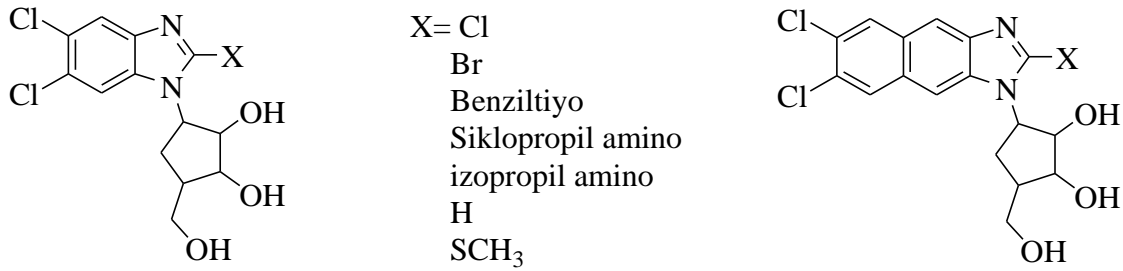 Cl
Cl
N
N
X
OH
OH
OH
X= Cl
Br
Benziltiyo
Siklopropil amino
izopropil amino
H
SCH₃
Cl
Cl
N
N
X
OH
OH
OH